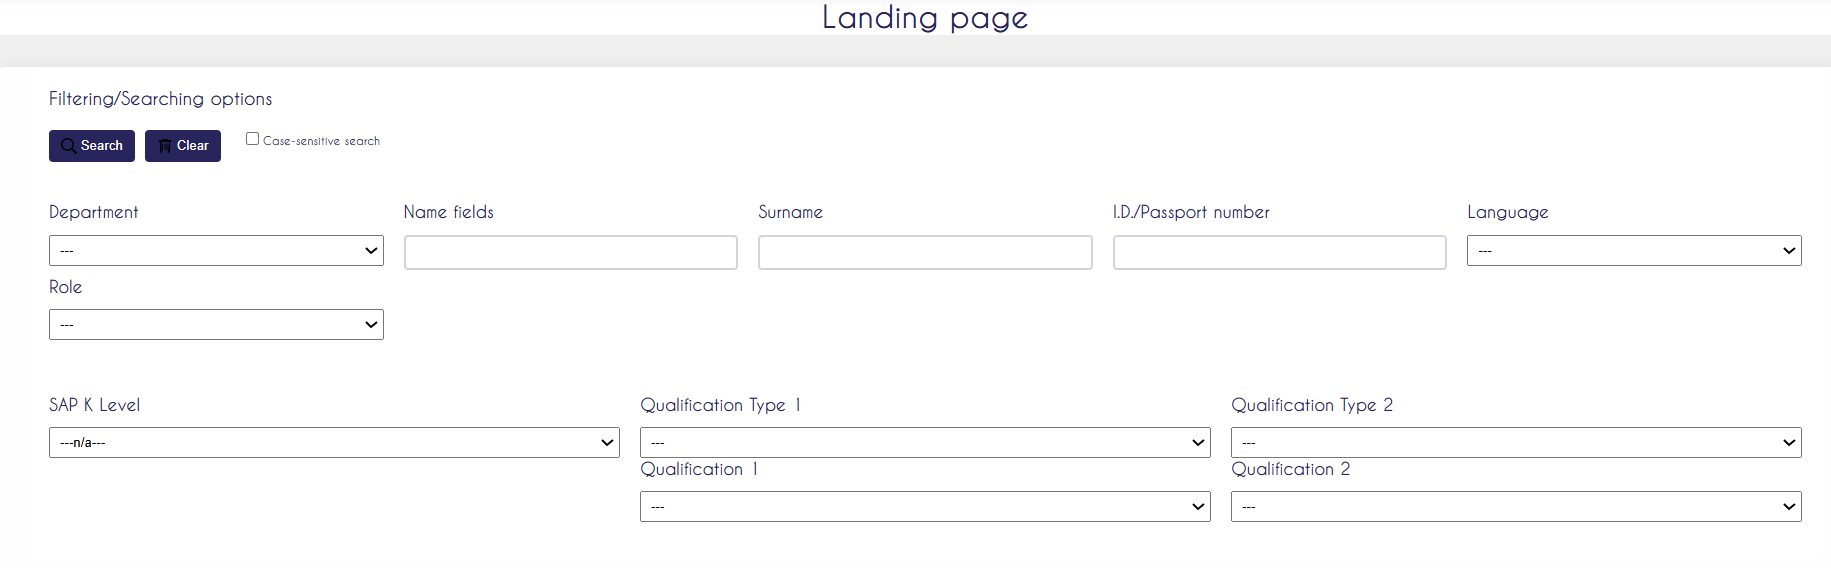 Landing page
Filtering/Searching options
Search Clear Case-sensitive search
Department Name fields Surname I.D./Passport number Language
--- ---
Role
---
SAP K Level Qualification Type 1 Qualification Type 2
---n/a--- --- ---
Qualification 1 Qualification 2
--- ---